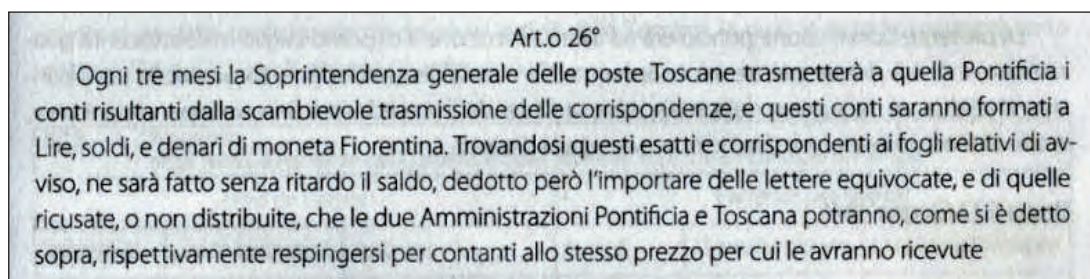 Art.o 26°
Ogni tre mesi la Soprintendenza generale delle poste Toscane trasmetterà a quella Pontificia i
conti risultanti dalla scambievole trasmissione delle corrispondenze, e questi conti saranno formati a
Lire, soldi, e denari di moneta Fiorentina. Trovandosi questi esatti e corrispondenti ai fogli relativi di av-
viso, ne sarà fatto senza ritardo il saldo, dedotto però l'importare delle lettere equivocate, e di quelle
ricusate, o non distribuite, che le due Amministrazioni Pontificia e Toscana potranno, come si è detto
sopra, rispettivamente respingersi per contanti allo stesso prezzo per cui le avranno ricevute